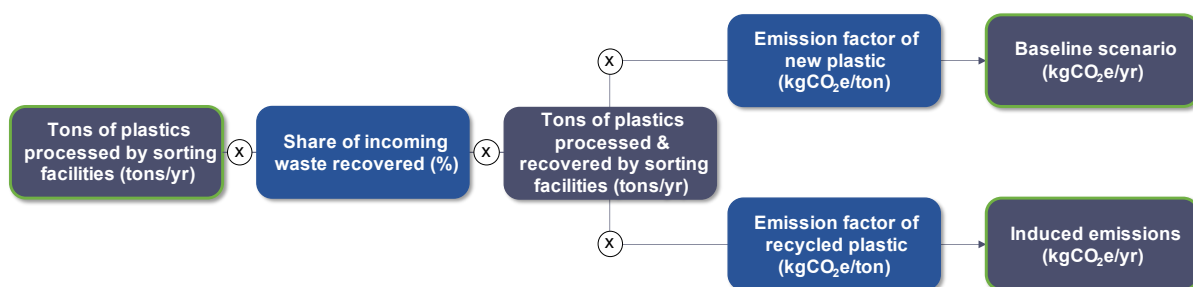 Tons of plastics
processed by sorting
facilities (tons/yr)
X
Share of incoming
waste recovered (%)
X
Tons of plastics
processed &
recovered by sorting
facilities (tons/yr)
X
Emission factor of
new plastic
(kgCO₂e/ton)
Baseline scenario
(kgCO₂e/yr)
X
Emission factor of
recycled plastic
(kgCO₂e/ton)
Induced emissions
(kgCO₂e/yr)